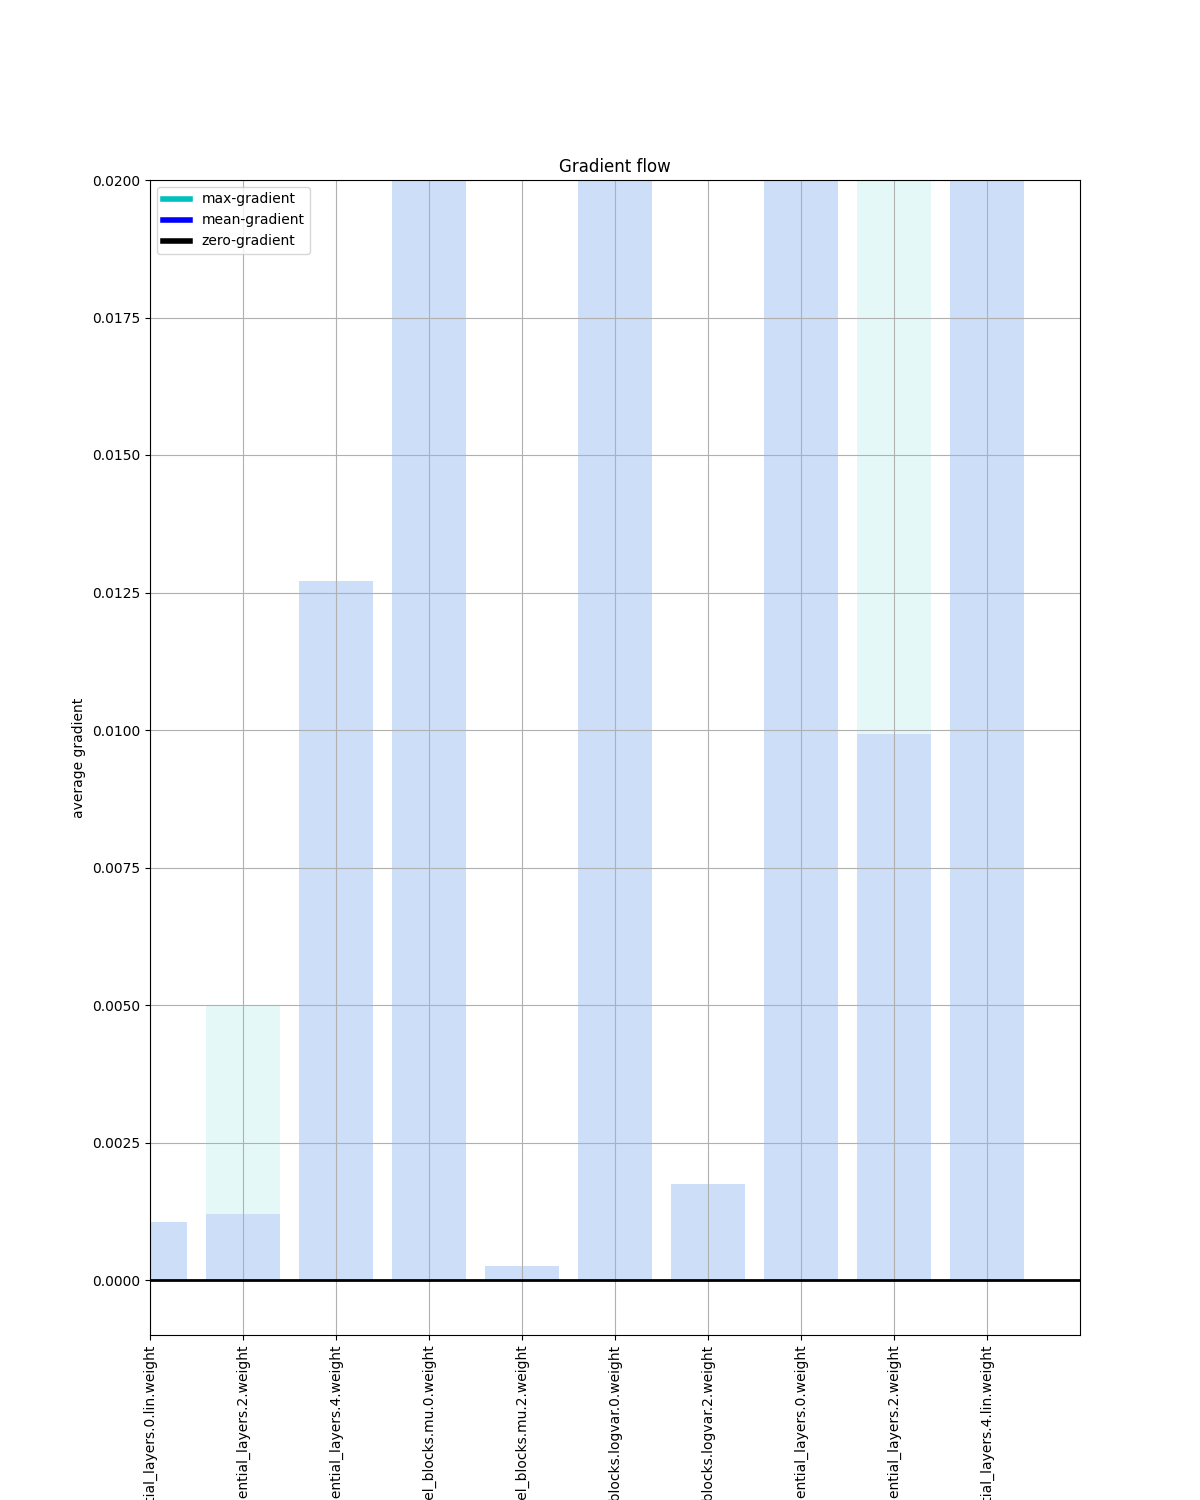 Gradient flow
max-gradient
mean-gradient
zero-gradient
0.0200
0.0175
0.0150
0.0125
0.0100
0.0075
0.0050
0.0025
0.0000
average gradient
tial_layers.0.lin.weight
ential_layers.2.weight
ential_layers.4.weight
el_blocks.mu.0.weight
el_blocks.mu.2.weight
blocks.logvar.0.weight
blocks.logvar.2.weight
ential_layers.0.weight
ential_layers.2.weight
tial_layers.4.lin.weight